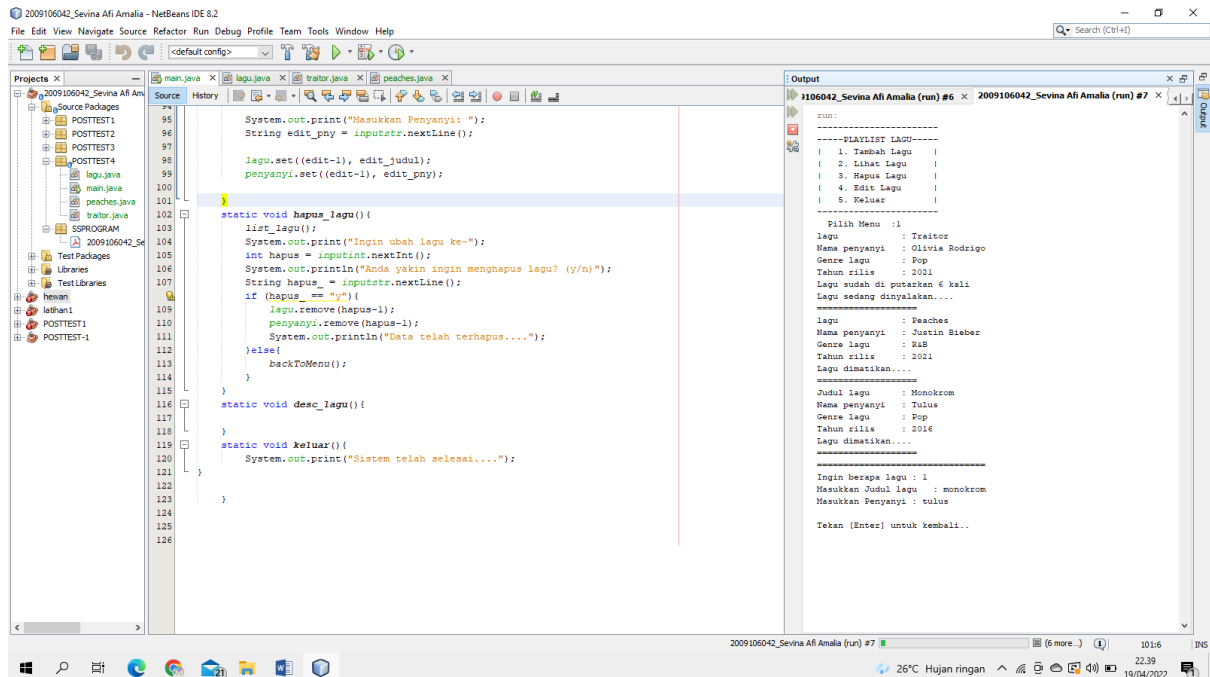 2009106042_Sevina Afi Amalia - NetBeans IDE 8.2
File Edit View Navigate Source Refactor Run Debug Profile Team Tools Window Help
Search (Ctrl+I)
<default config>
Projects
2009106042_Sevina Afi Am
Source Packages
POSTTEST1
POSTTEST2
POSTTEST3
POSTTEST4
lagu.java
main.java
peaches.java
traitor.java
SSPROGRAM
2009106042_Se
Test Packages
Libraries
Test Libraries
hewan
latihan1
POSTTEST1
POSTTEST-1
main.java lagu.java traitor.java peaches.java
Source History
94
95 System.out.print("Masukkan Penyanyi: ");
96 String edit_pny = inputstr.nextLine();
97
98 lagu.set((edit-1), edit_judul);
99 penyanyi.set((edit-1), edit_pny);
100
101 }
102 static void hapus_lagu(){
103 list_lagu();
104 System.out.print("Ingin ubah lagu ke-");
105 int hapus = inputint.nextInt();
106 System.out.println("Anda yakin ingin menghapus lagu? (y/n)");
107 String hapus_ = inputstr.nextLine();
if (hapus_ == "y"){
109 lagu.remove(hapus-1);
110 penyanyi.remove(hapus-1);
111 System.out.println("Data telah terhapus....");
112 }else{
113 backToMenu();
114 }
115 }
116 static void desc_lagu(){
117
118 }
119 static void keluar(){
120 System.out.print("Sistem telah selesai....");
121 }
122
123 }
124
125
126
Output
2009106042_Sevina Afi Amalia (run) #6 2009106042_Sevina Afi Amalia (run) #7
Output
run:
-----------------------
-----PLAYLIST LAGU-----
| 1. Tambah Lagu |
| 2. Lihat Lagu |
| 3. Hapus Lagu |
| 4. Edit Lagu |
| 5. Keluar |
-----------------------
Pilih Menu :1
lagu : Traitor
Nama penyanyi : Olivia Rodrigo
Genre lagu : Pop
Tahun rilis : 2021
Lagu sudah di putarkan 6 kali
Lagu sedang dinyalakan....
===================
lagu : Peaches
Nama penyanyi : Justin Bieber
Genre lagu : R&B
Tahun rilis : 2021
Lagu dimatikan....
===================
Judul lagu : Monokrom
Nama penyanyi : Tulus
Genre lagu : Pop
Tahun rilis : 2016
Lagu dimatikan....
===================
================================
Ingin berapa lagu : 1
Masukkan Judul lagu : monokrom
Masukkan Penyanyi : tulus
Tekan [Enter] untuk kembali..
2009106042_Sevina Afi Amalia (run) #7 (6 more...) 1 101:6 INS
21
26°C Hujan ringan
22.39
19/04/2022
1